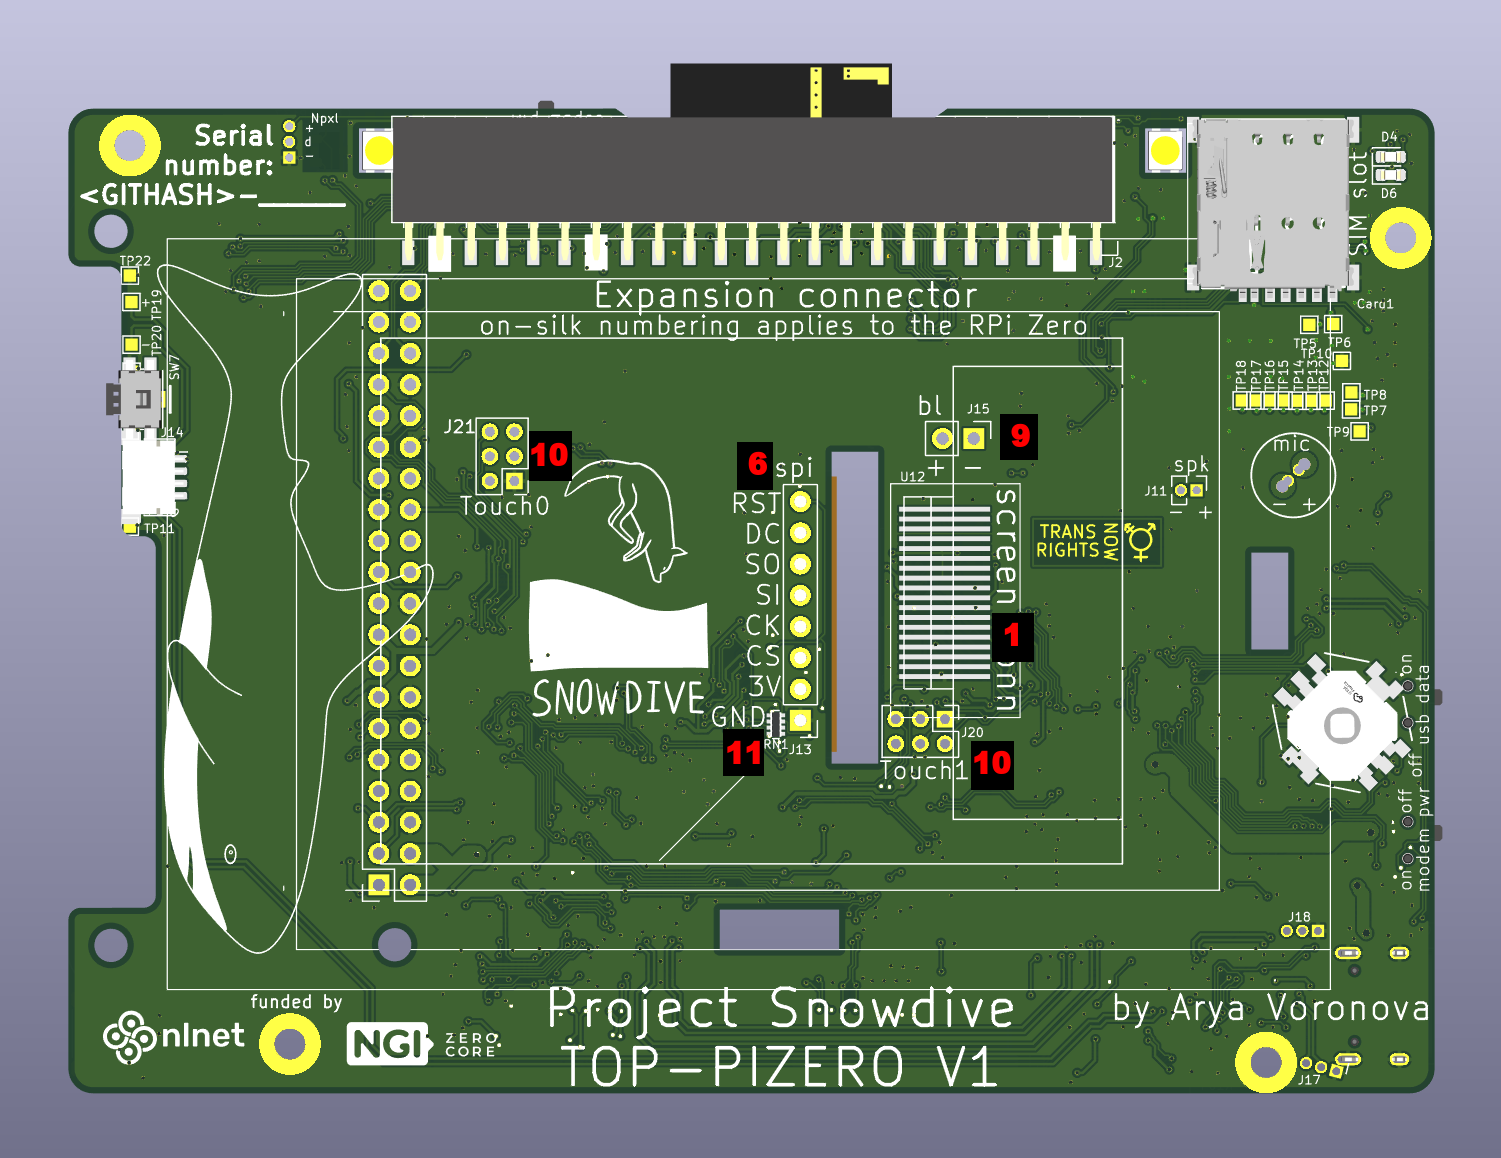 Npxl
Serial
number:
<GITHASH>-
+
d
-
D4
D6
SIM slot
J2
TP22
+
TP19
TP20
-
SW7
J14
TP11
Expansion connector
on-silk numbering applies to the RPi Zero
Caru1
TP5
TP6
TP10
TP18
TP17
TP16
TP15
TP14
TP13
TP12
TP8
TP7
TP9
mic
- +
spk
J11
- +
bl
J15
9
+ -
J21
10
Touch0
6
spi
RST
DC
SO
SI
CK
CS
3V
GND
RN1
J13
11
U12
screen conn
1
J20
Touch1
10
TRANS
RIGHTS
NOW
SNOWDIVE
on
usb data
off
off
modem pwr
on
J18
funded by
nlnet
NGI
ZERO
CORE
Project Snowdive
by Arya Voronova
TOP-PIZERO V1
J17